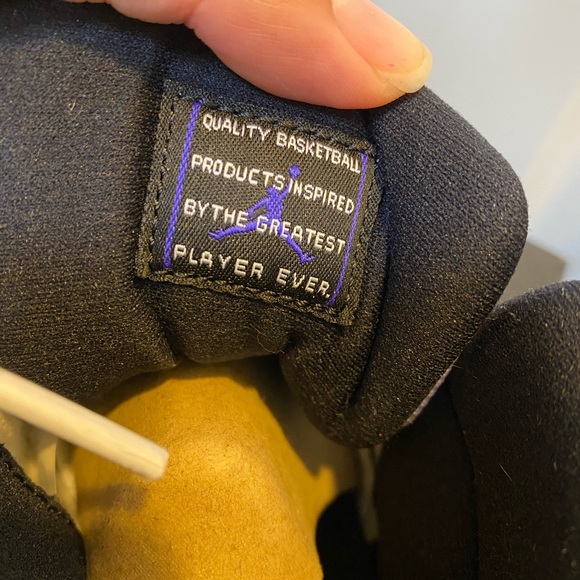 QUALITY BASKETBALL
PRODUCTS INSPIRED
BY THE GREATEST
PLAYER EVER.